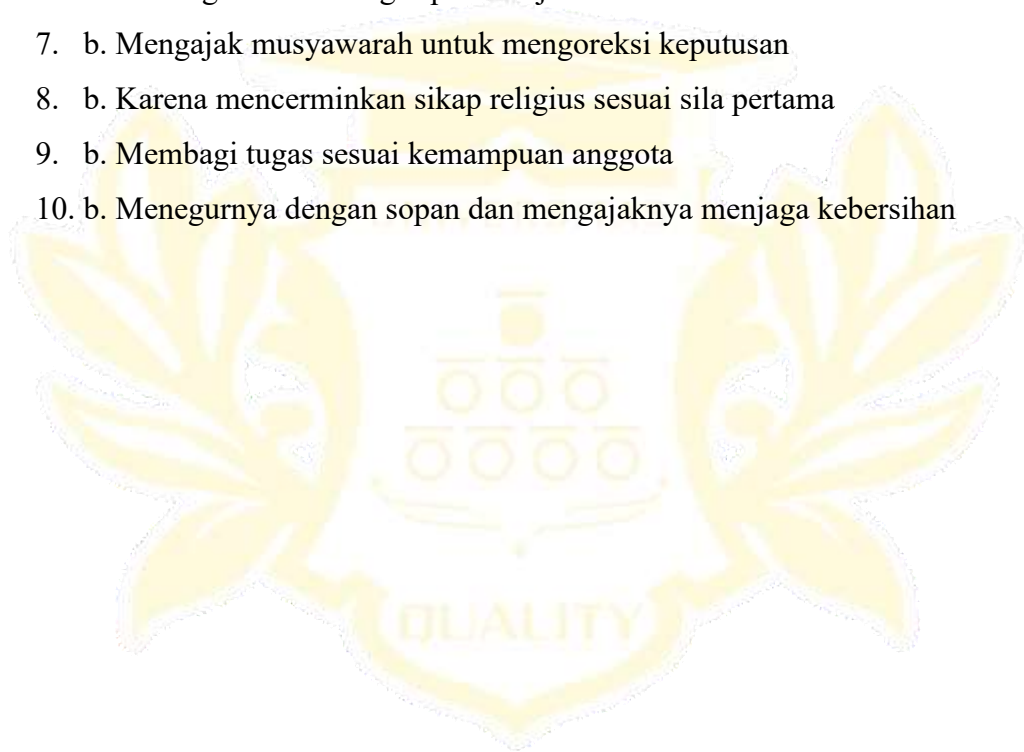 7. b. Mengajak musyawarah untuk mengoreksi keputusan
8. b. Karena mencerminkan sikap religius sesuai sila pertama
9. b. Membagi tugas sesuai kemampuan anggota
10. b. Menegurnya dengan sopan dan mengajaknya menjaga kebersihan
QUALITY